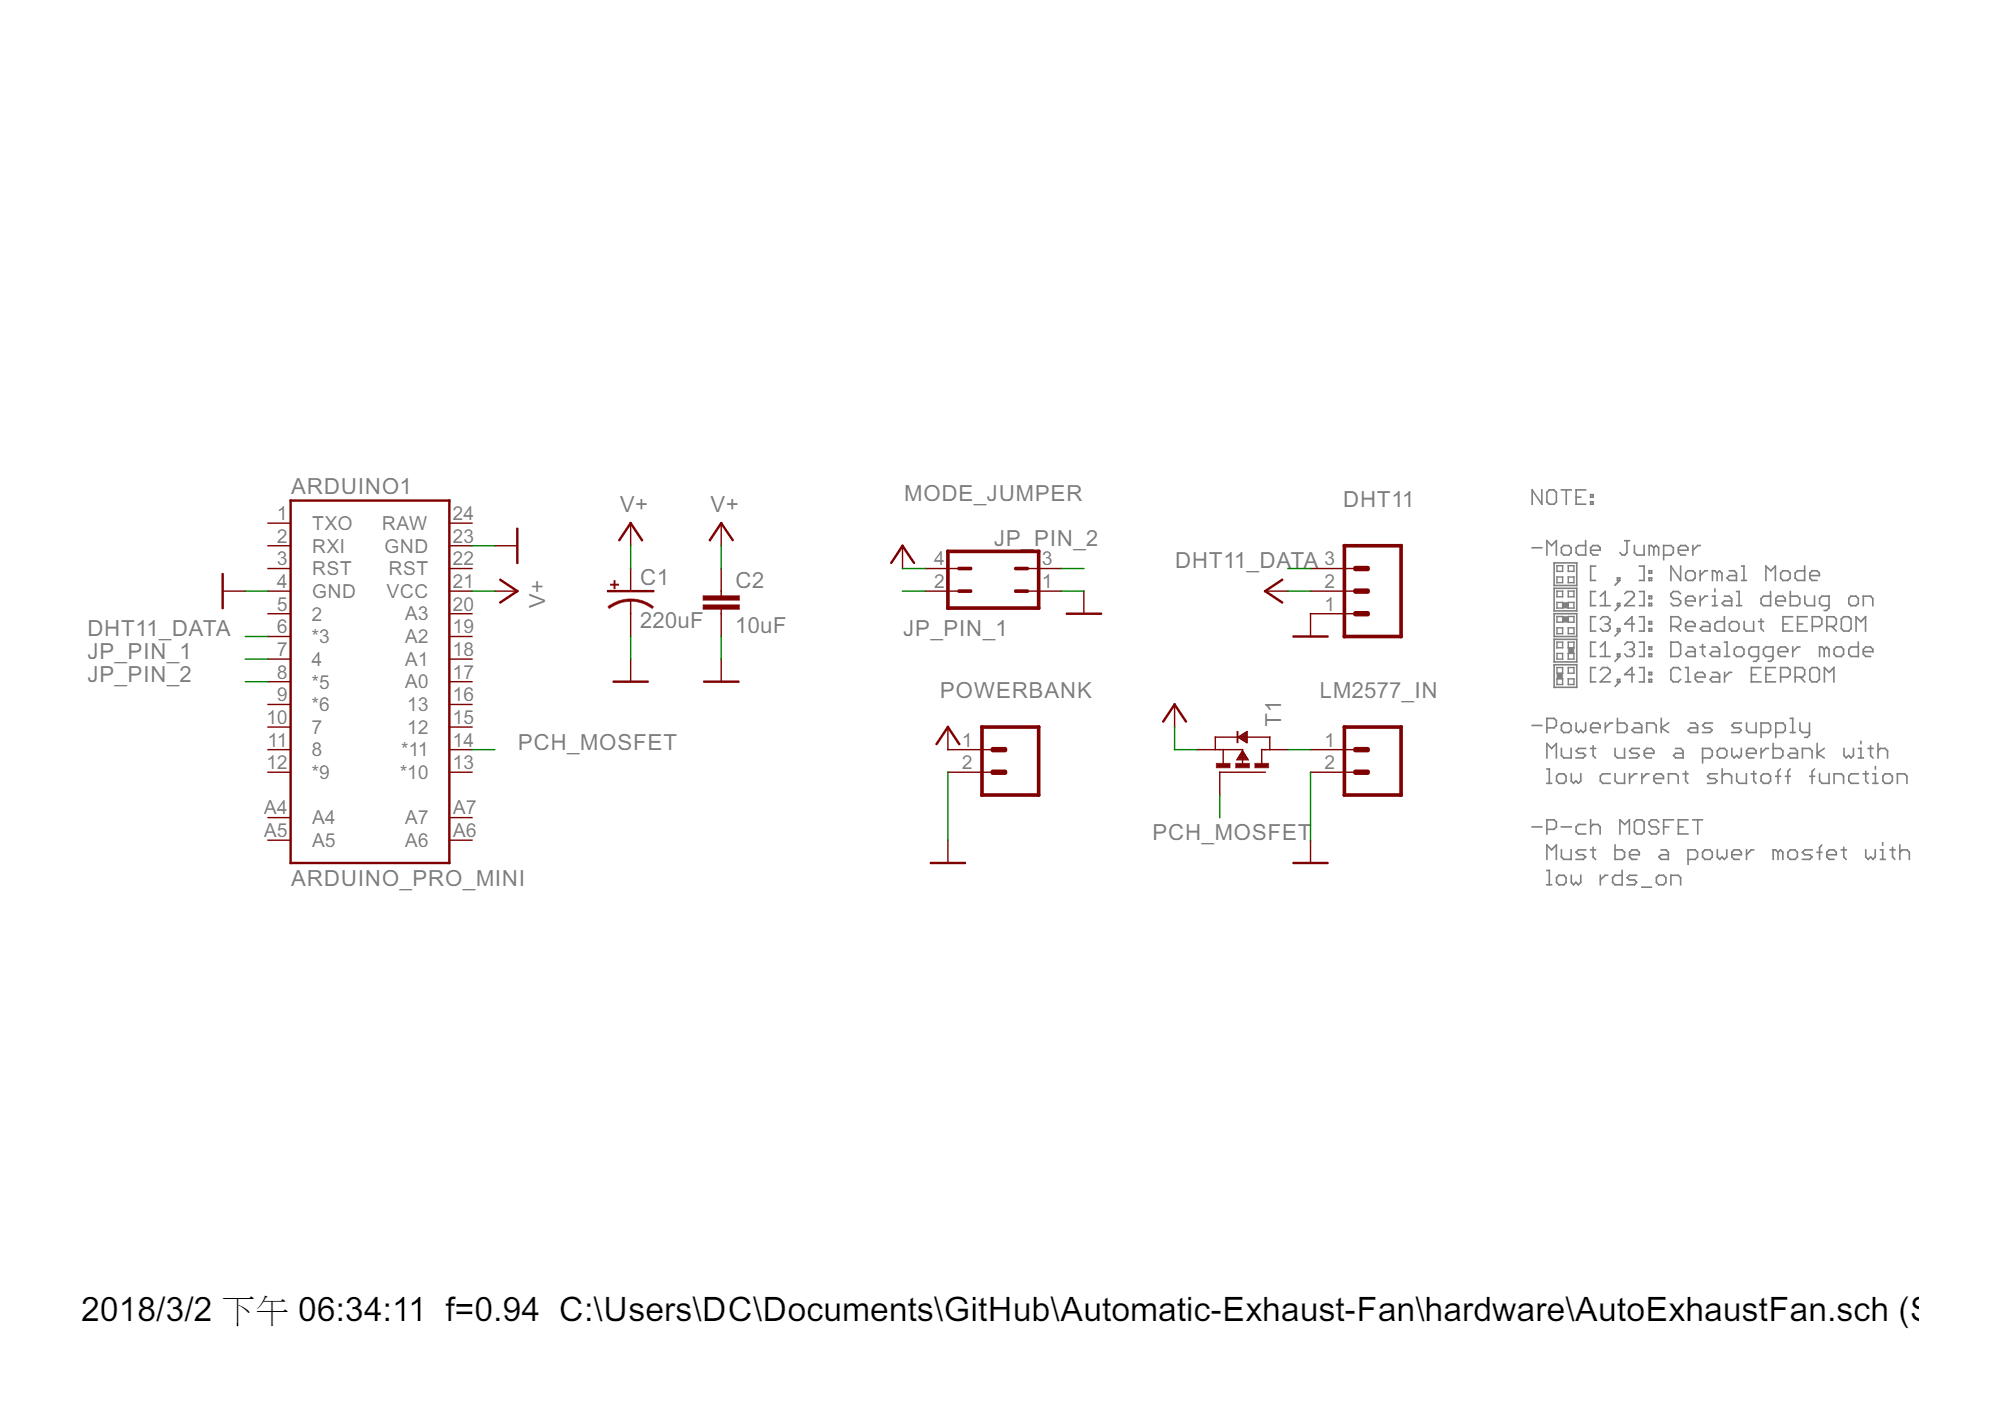 ARDUINO1
1 TXO RAW 24
2 RXI GND 23
3 RST RST 22
4 GND VCC 21 V+
5 2 A3 20
DHT11_DATA 6 *3 A2 19
JP_PIN_1 7 4 A1 18
JP_PIN_2 8 *5 A0 17
9 *6 13 16
10 7 12 15
11 8 *11 14 PCH_MOSFET
12 *9 *10 13
A4 A4 A7 A7
A5 A5 A6 A6
ARDUINO_PRO_MINI
V+
+ C1
220uF
V+
C2
10uF
MODE_JUMPER
JP_PIN_2
4 3
2 1
JP_PIN_1
DHT11
DHT11_DATA 3
2
1
POWERBANK
1
2
LM2577_IN
T1
1
2
PCH_MOSFET
NOTE:
-Mode Jumper
[ , ]: Normal Mode
[1,2]: Serial debug on
[3,4]: Readout EEPROM
[1,3]: Datalogger mode
[2,4]: Clear EEPROM
-Powerbank as supply
Must use a powerbank with
low current shutoff function
-P-ch MOSFET
Must be a power mosfet with
low rds_on
2018/3/2 下午 06:34:11 f=0.94 C:\Users\DC\Documents\GitHub\Automatic-Exhaust-Fan\hardware\AutoExhaustFan.sch (